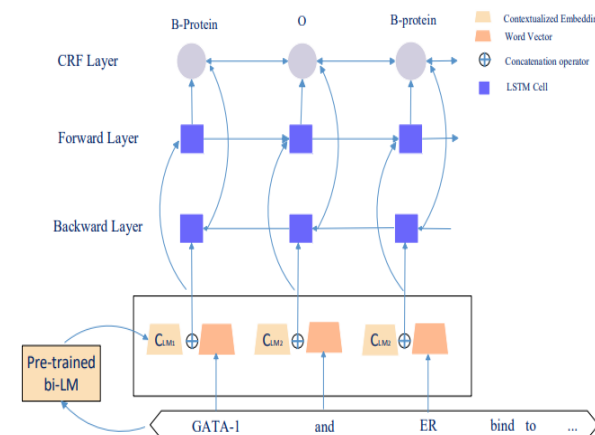 B-Protein O B-protein
Contextualized Embeddin
Word Vector
Concatenation operator
LSTM Cell
CRF Layer
Forward Layer
Backward Layer
CLM1 CLM2 CLM3
Pre-trained
bi-LM
GATA-1 and ER bind to ...